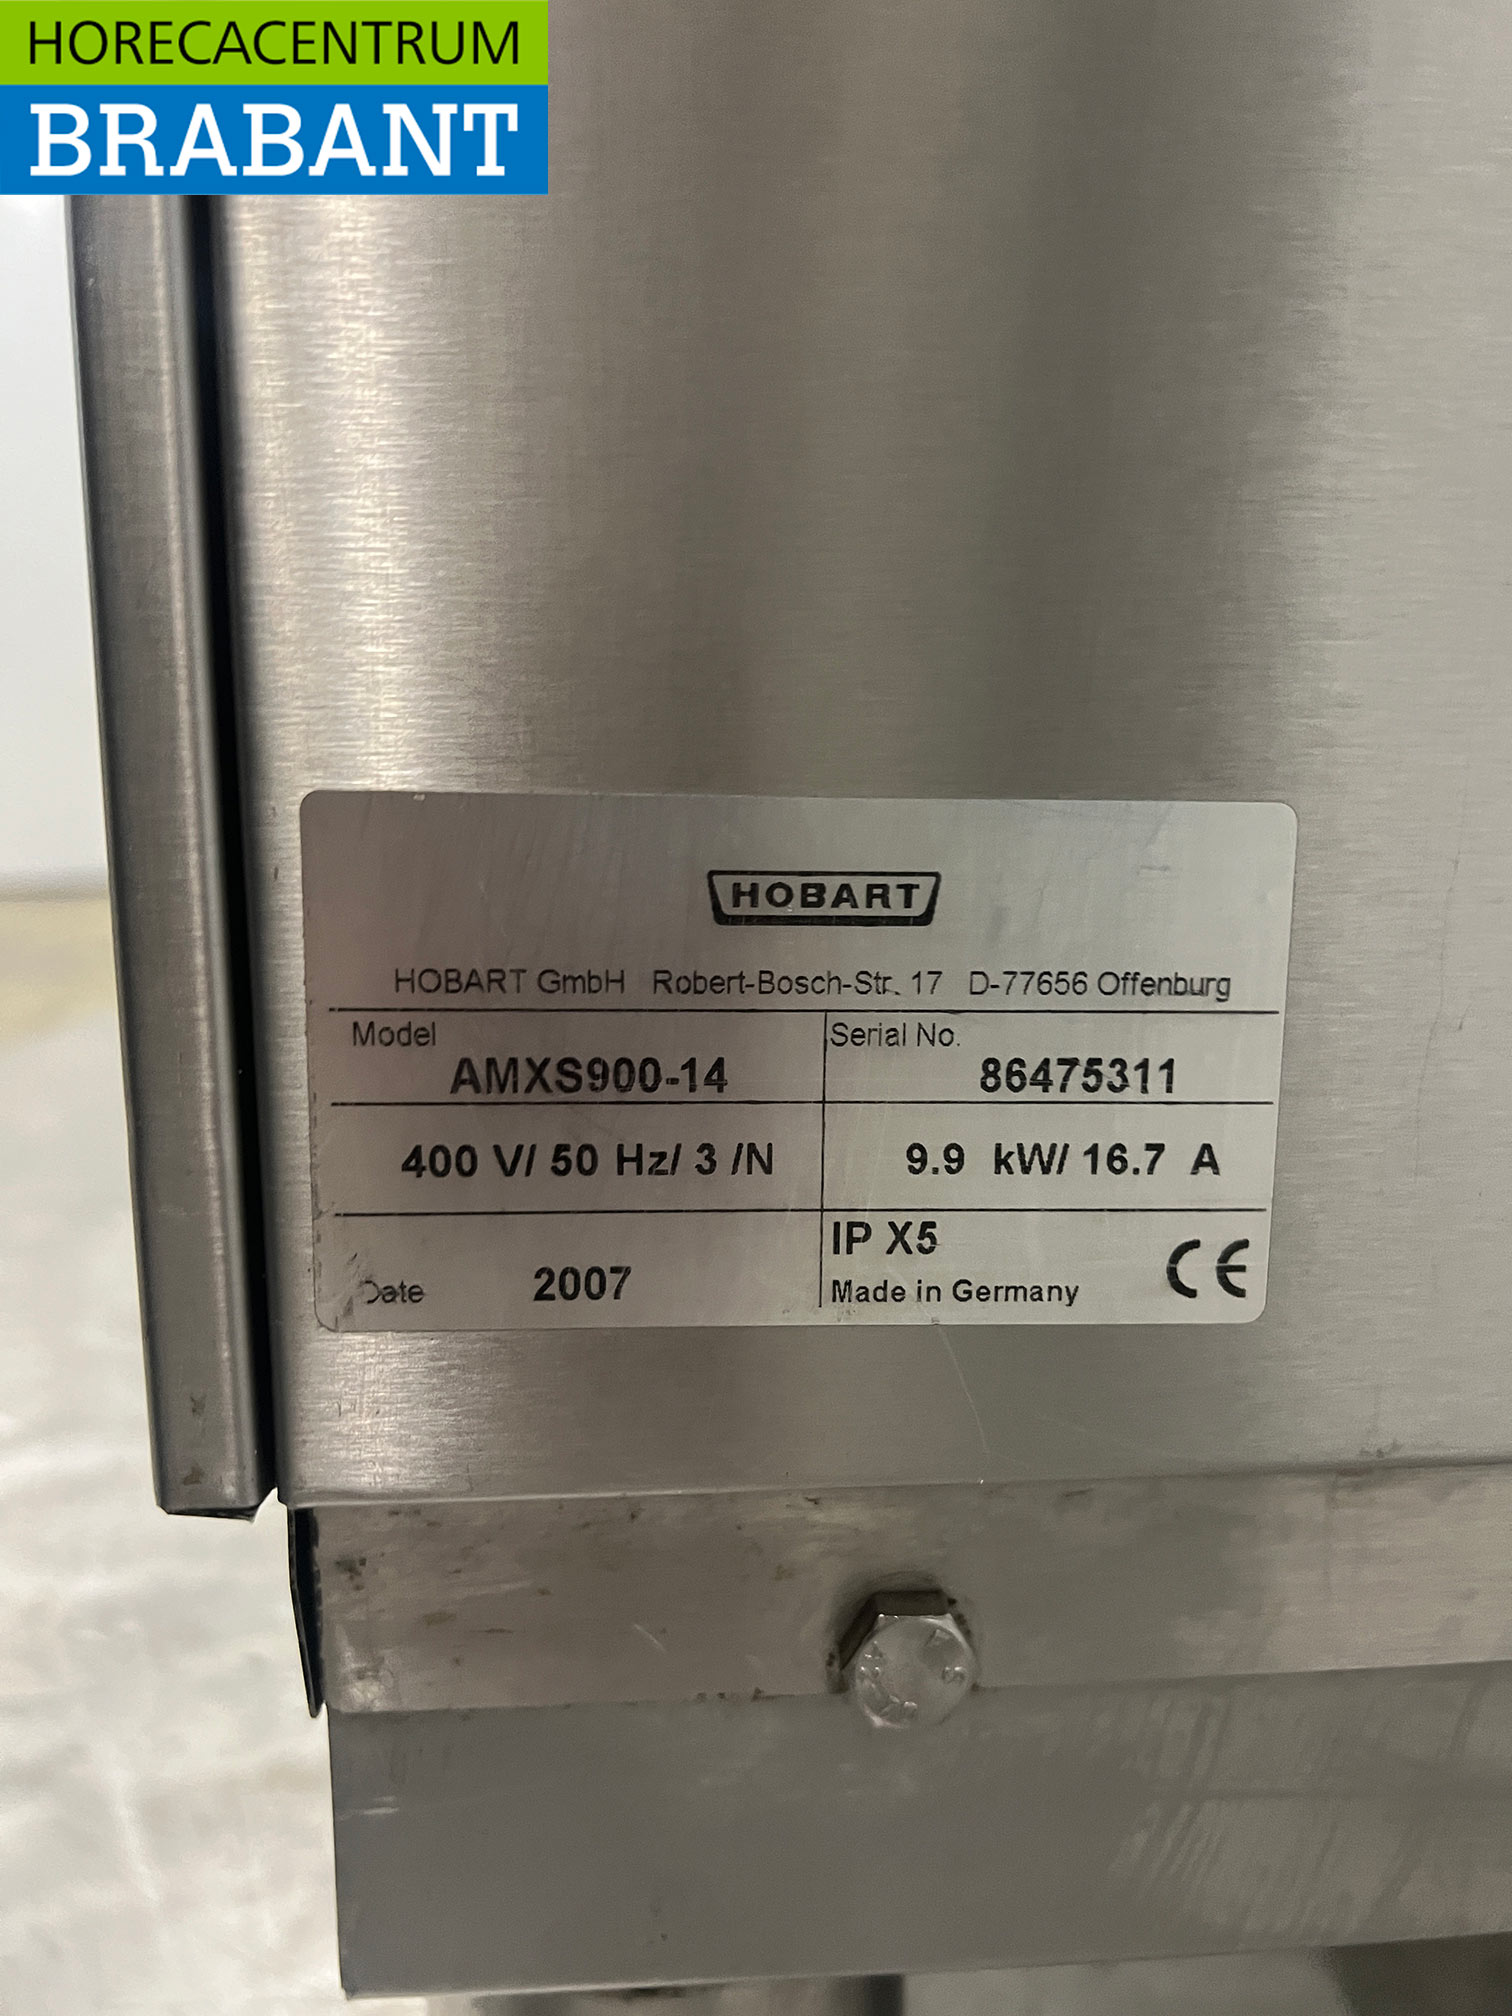 HORECACENTRUM
BRABANT
HOBART
HOBART GmbH Robert-Bosch-Str. 17 D-77656 Offenburg
Model
AMXS900-14
Serial No.
86475311
400 V/ 50 Hz/ 3 /N
9.9 kW/ 16.7 A
Date 2007
IP X5
Made in Germany
CE